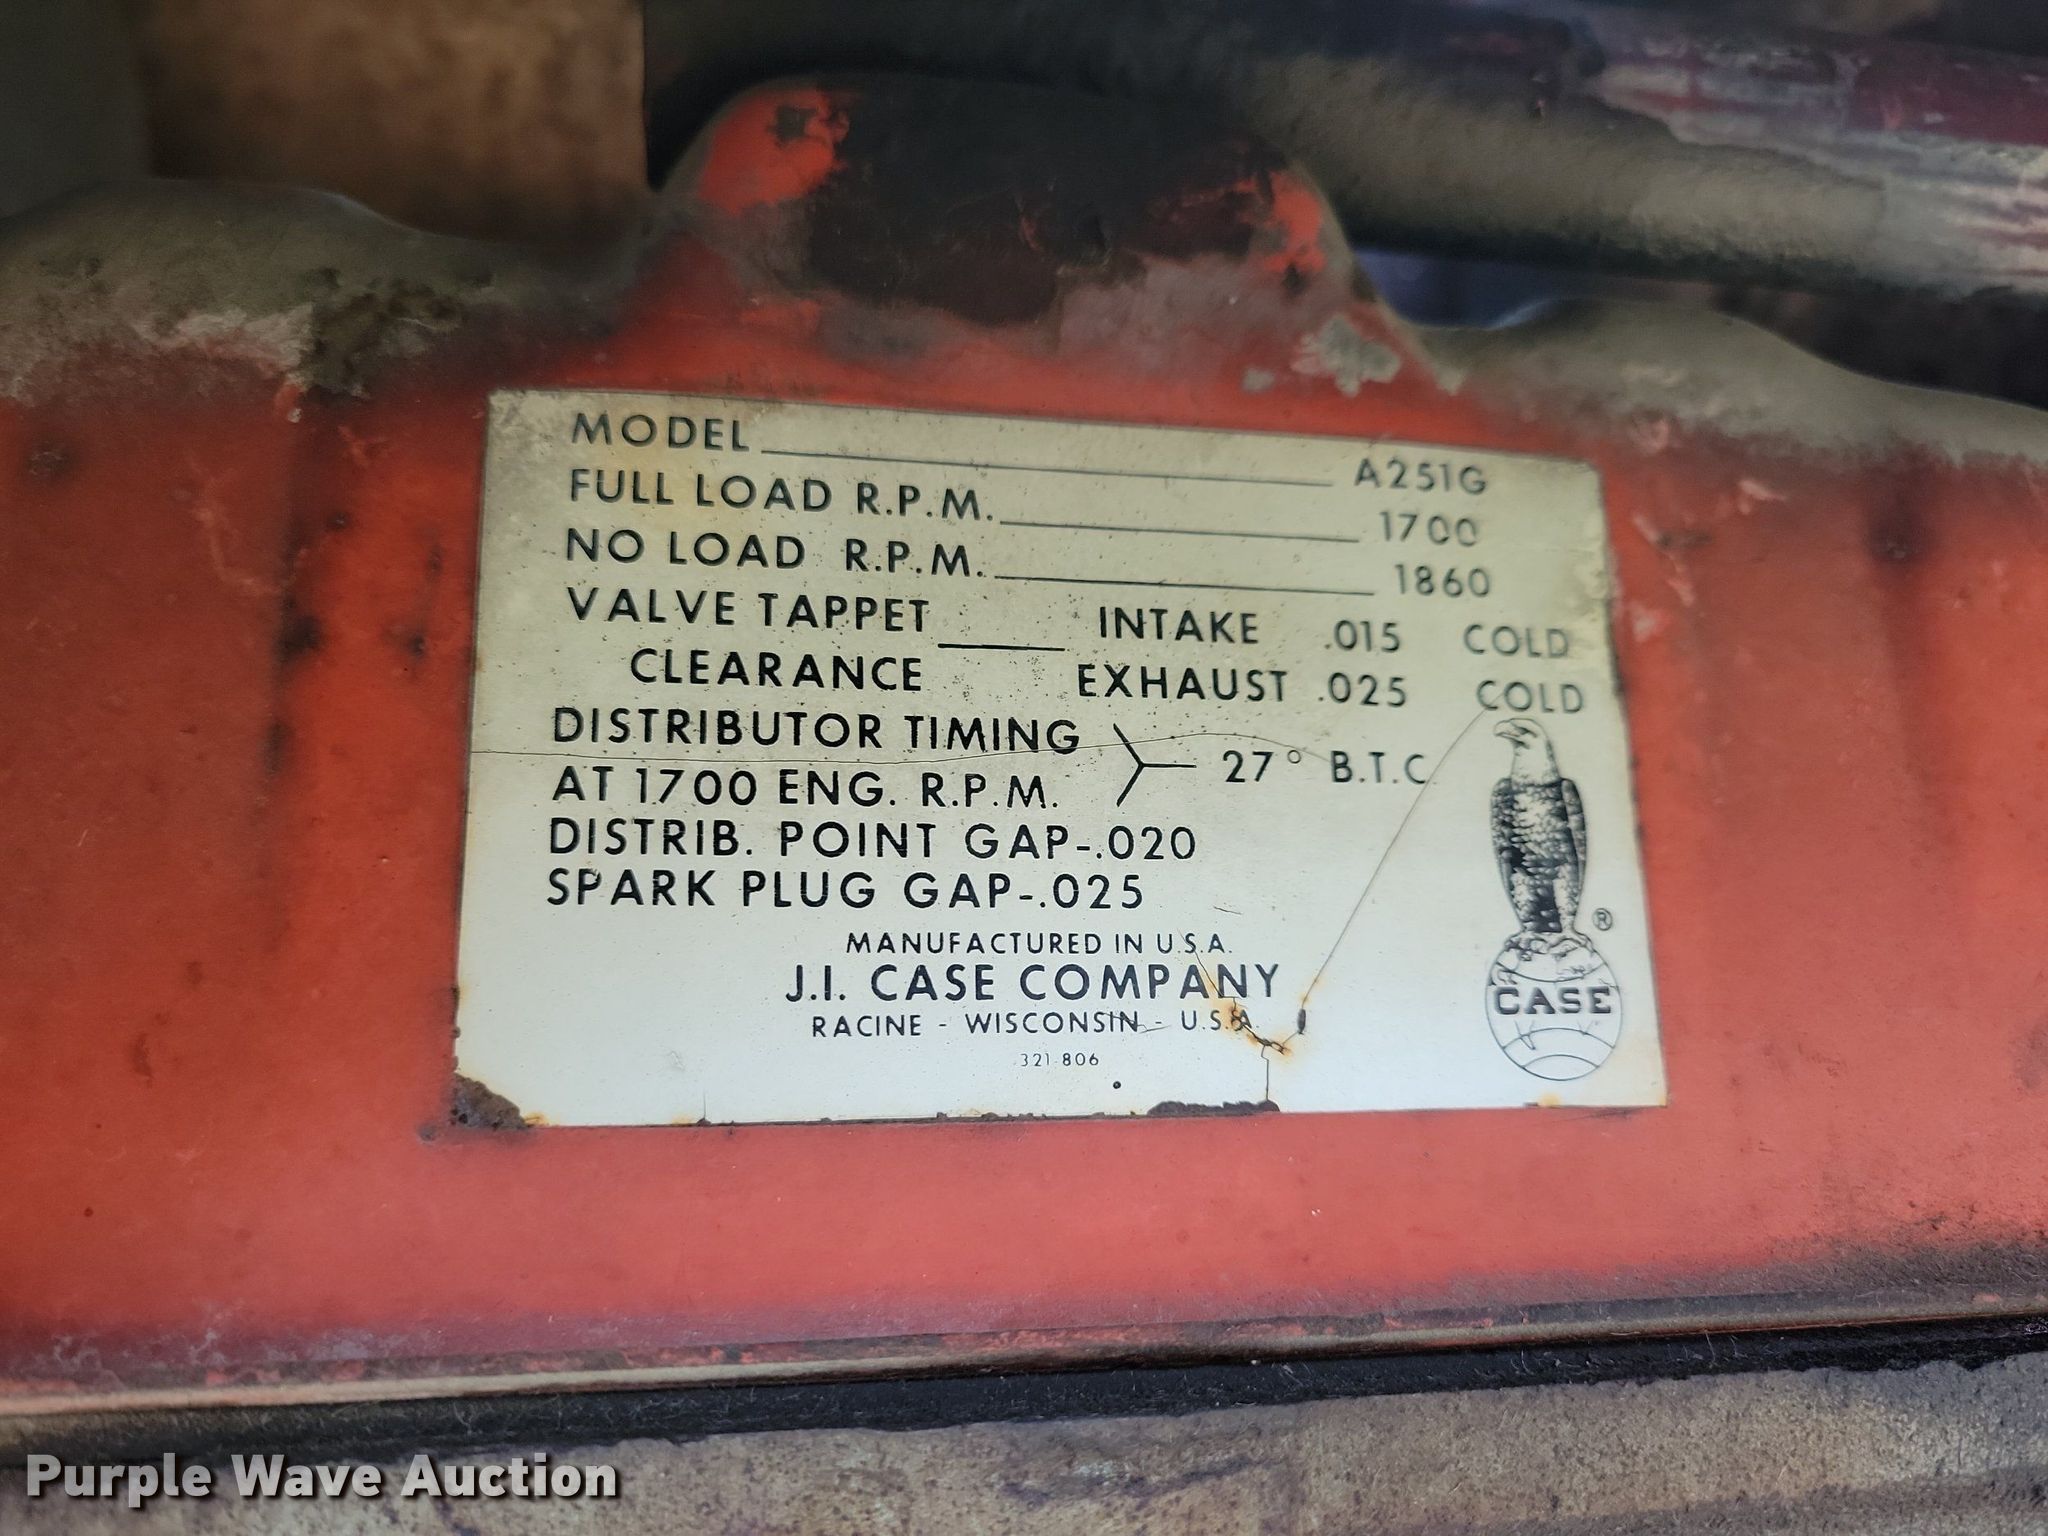 MODEL A251G
FULL LOAD R.P.M. 1700
NO LOAD R.P.M. 1860
VALVE TAPPET INTAKE .015 COLD
CLEARANCE EXHAUST .025 COLD
DISTRIBUTOR TIMING
AT 1700 ENG. R.P.M. 27° B.T.C.
DISTRIB. POINT GAP-.020
SPARK PLUG GAP-.025
MANUFACTURED IN U.S.A.
J.I. CASE COMPANY
RACINE - WISCONSIN - U.S.A.
321-806
®
CASE
Purple Wave Auction